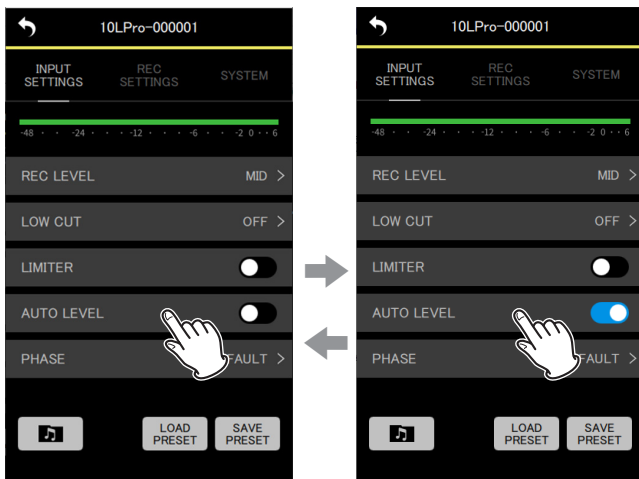 10LPro-000001
INPUT
SETTINGS
REC
SETTINGS
SYSTEM
-48 · · -24 · · · -12 · · · -6 · · -2 0 · · 6
REC LEVEL MID >
LOW CUT OFF >
LIMITER
AUTO LEVEL
PHASE FAULT >
LOAD
PRESET
SAVE
PRESET
10LPro-000001
INPUT
SETTINGS
REC
SETTINGS
SYSTEM
-48 · · -24 · · · -12 · · · -6 · · -2 0 · · 6
REC LEVEL MID >
LOW CUT OFF >
LIMITER
AUTO LEVEL
PHASE FAULT >
LOAD
PRESET
SAVE
PRESET